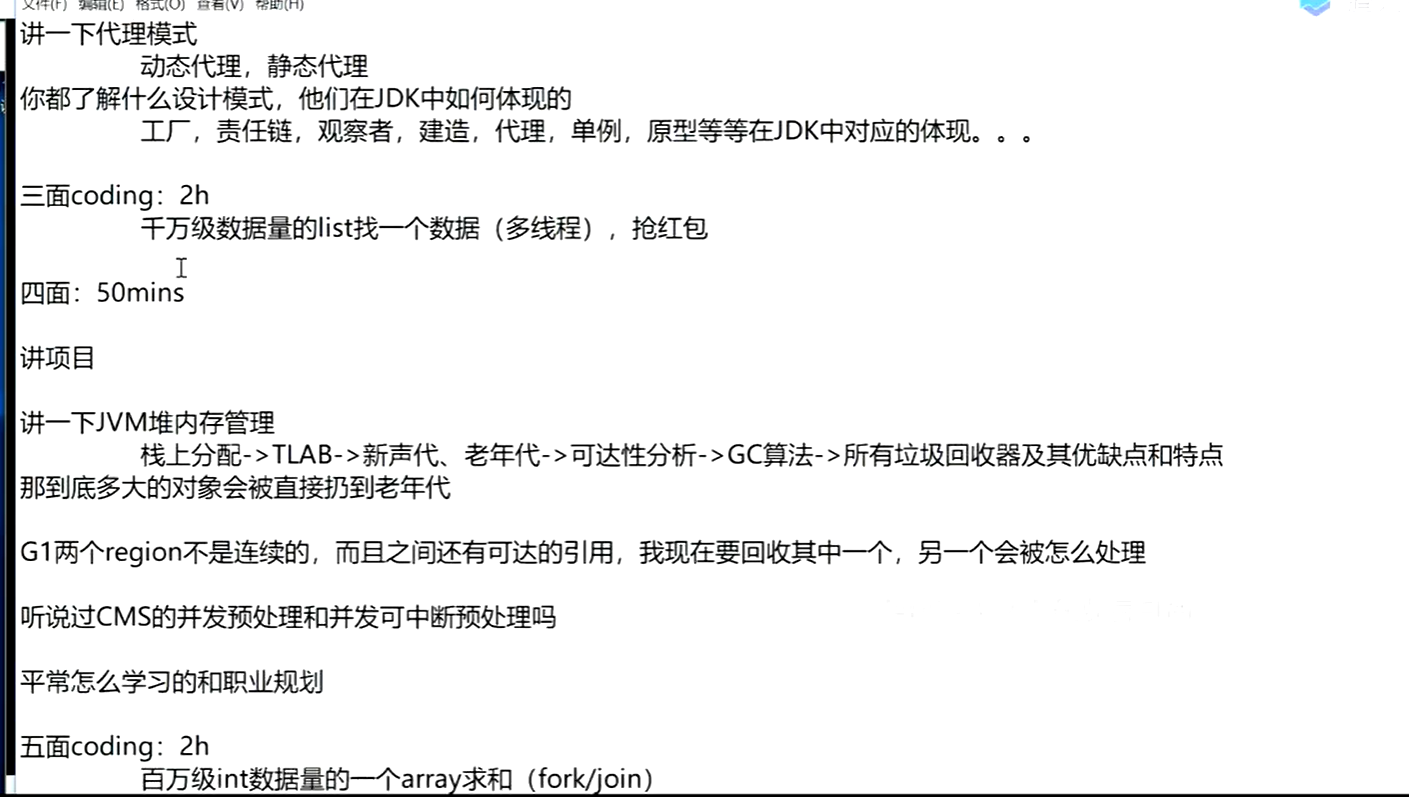 文件(F) 编辑(E) 格式(O) 查看(V) 帮助(H)
讲一下代理模式
动态代理，静态代理
你都了解什么设计模式，他们在JDK中如何体现的
工厂，责任链，观察者，建造，代理，单例，原型等等在JDK中对应的体现。。。
三面coding：2h
千万级数据量的list找一个数据（多线程），抢红包
四面：50mins
讲项目
讲一下JVM堆内存管理
栈上分配->TLAB->新声代、老年代->可达性分析->GC算法->所有垃圾回收器及其优缺点和特点
那到底多大的对象会被直接扔到老年代
G1两个region不是连续的，而且之间还有可达的引用，我现在要回收其中一个，另一个会被怎么处理
听说过CMS的并发预处理和并发可中断预处理吗
平常怎么学习的和职业规划
五面coding：2h
百万级int数据量的一个array求和（fork/join）